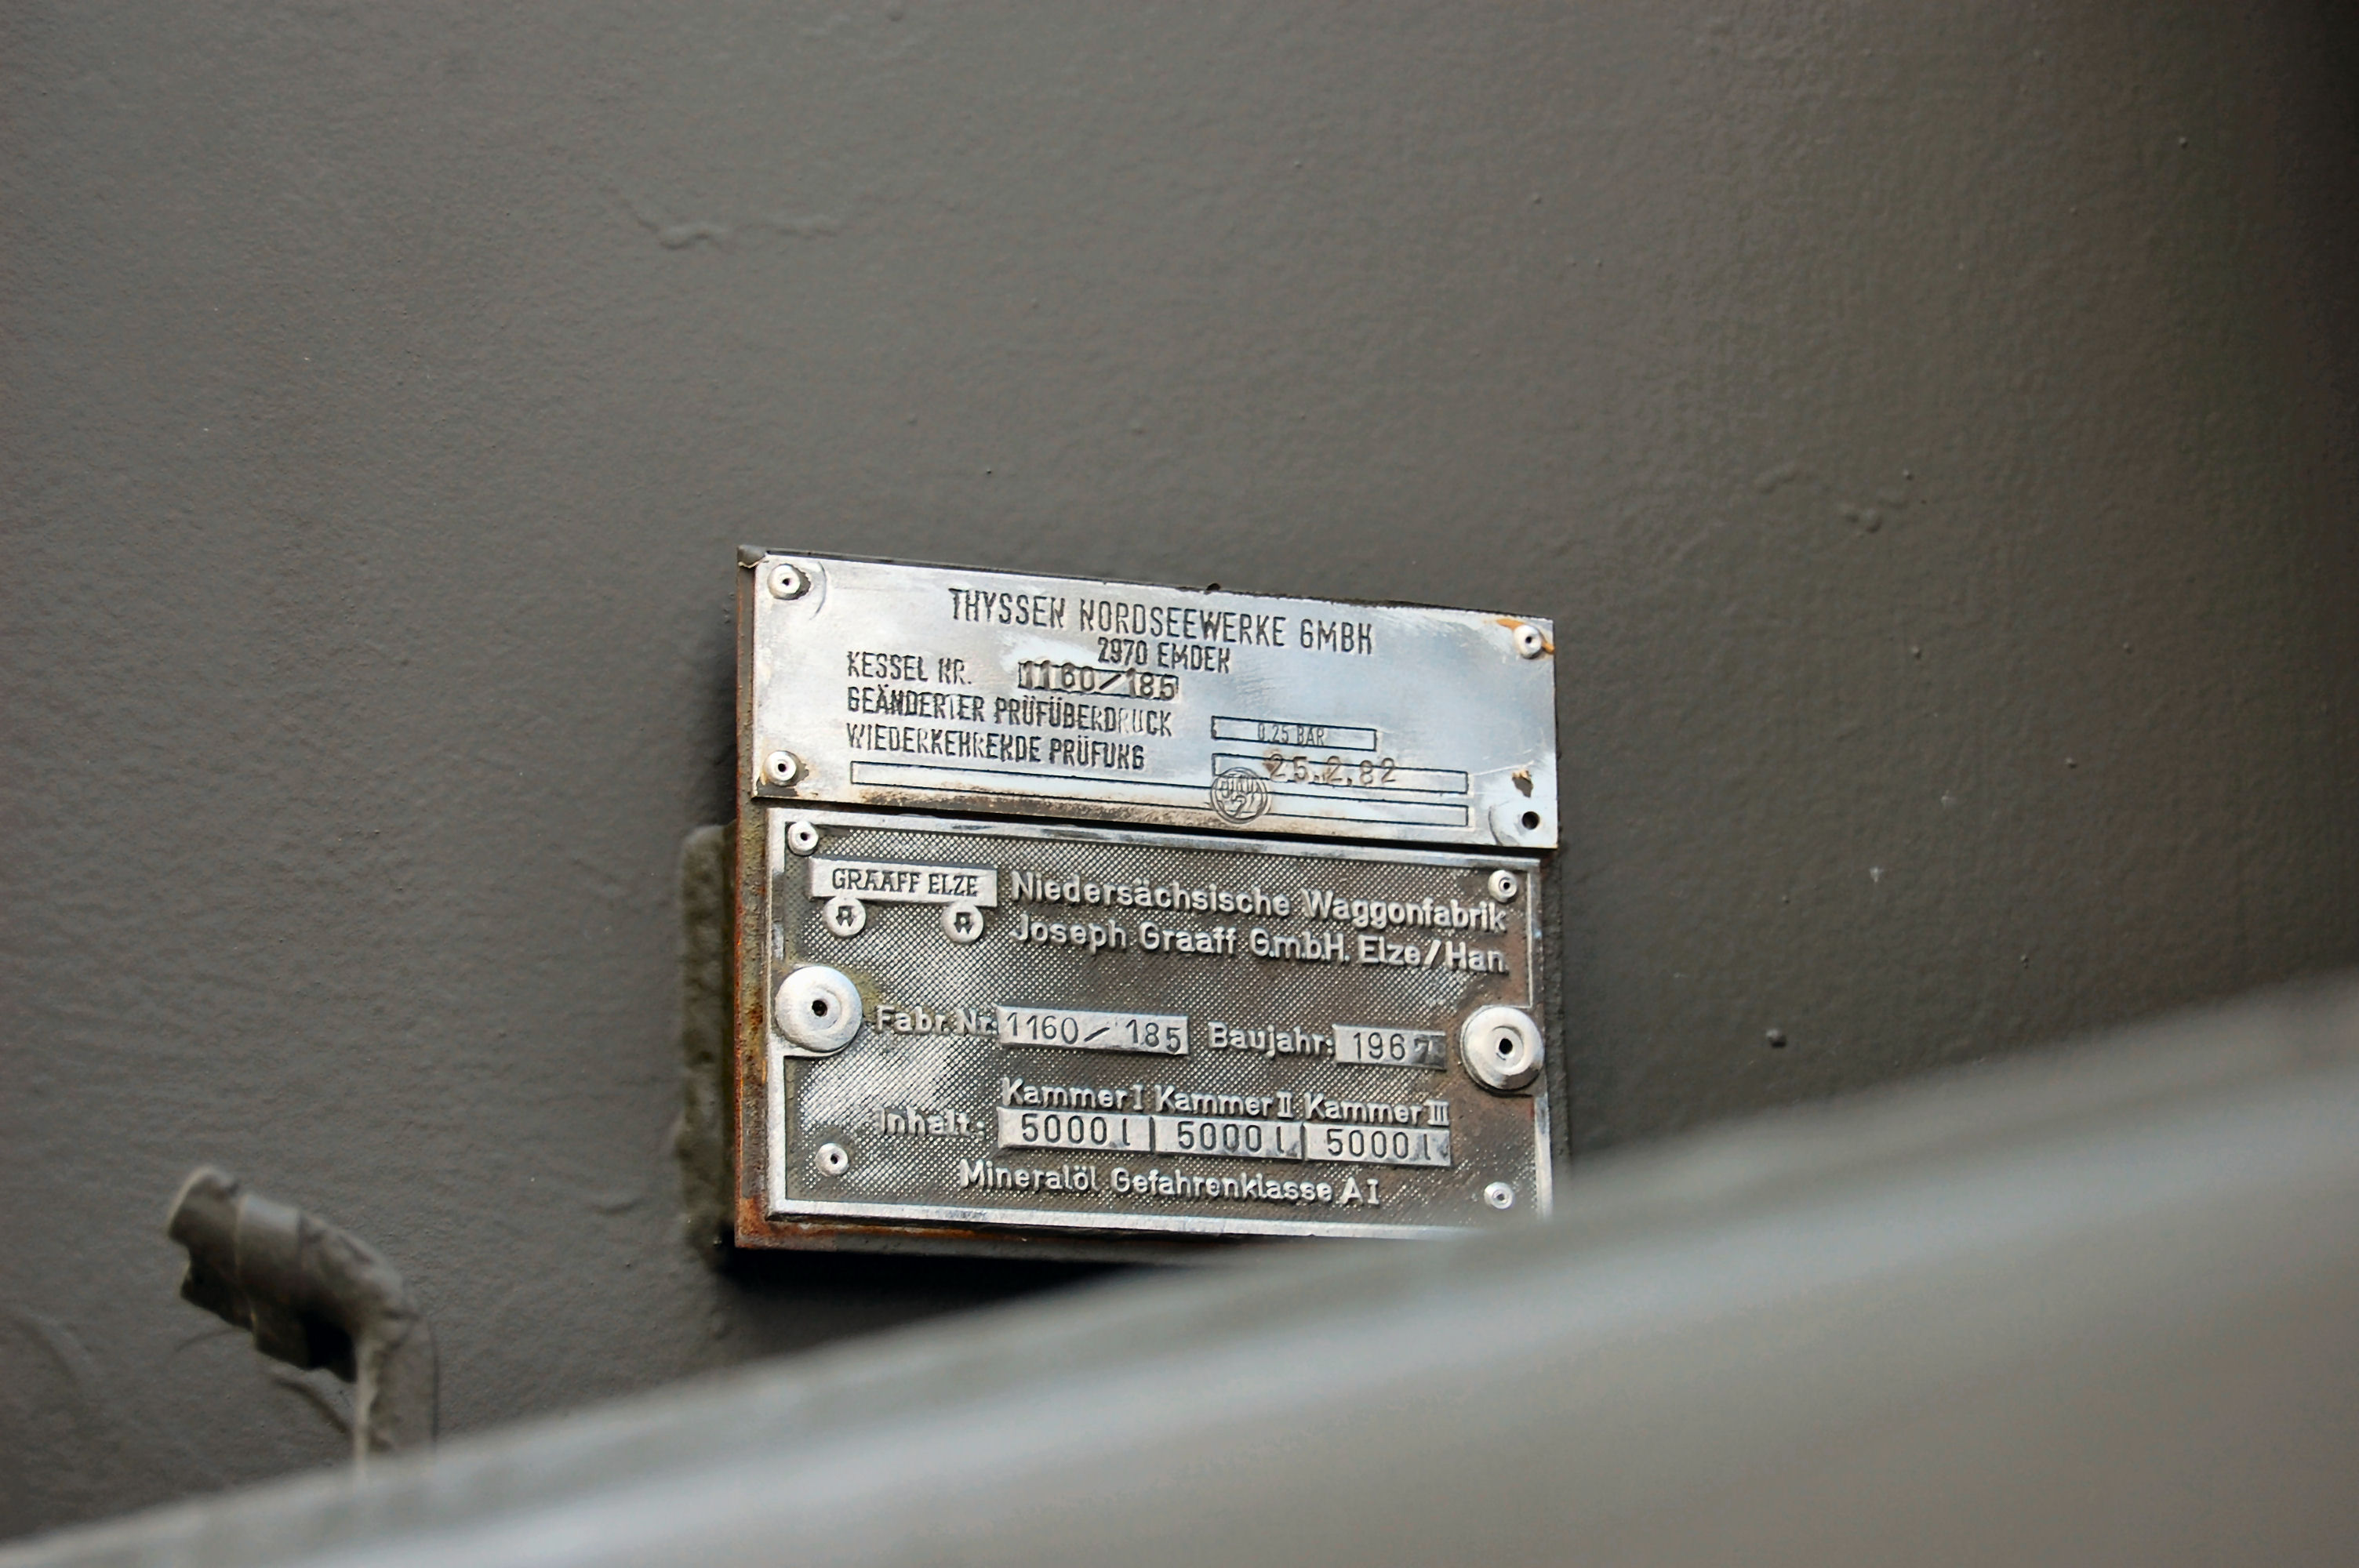 THYSSEN NORDSEEWERKE GMBH
2970 EMDEN
KESSEL NR. 1160/185
GEÄNDERTER PRÜFÜBERDRUCK 0,25 BAR
WIEDERKEHRENDE PRÜFUNG 25.2.82
GRAAFF ELZE
Niedersächsische Waggonfabrik
Joseph Graaff G.m.b.H. Elze/Han.
Fabr. Nr. 1160/185 Baujahr: 1967
Kammer I Kammer II Kammer III
Inhalt: 5000 l 5000 l 5000 l
Mineralöl Gefahrenklasse A I